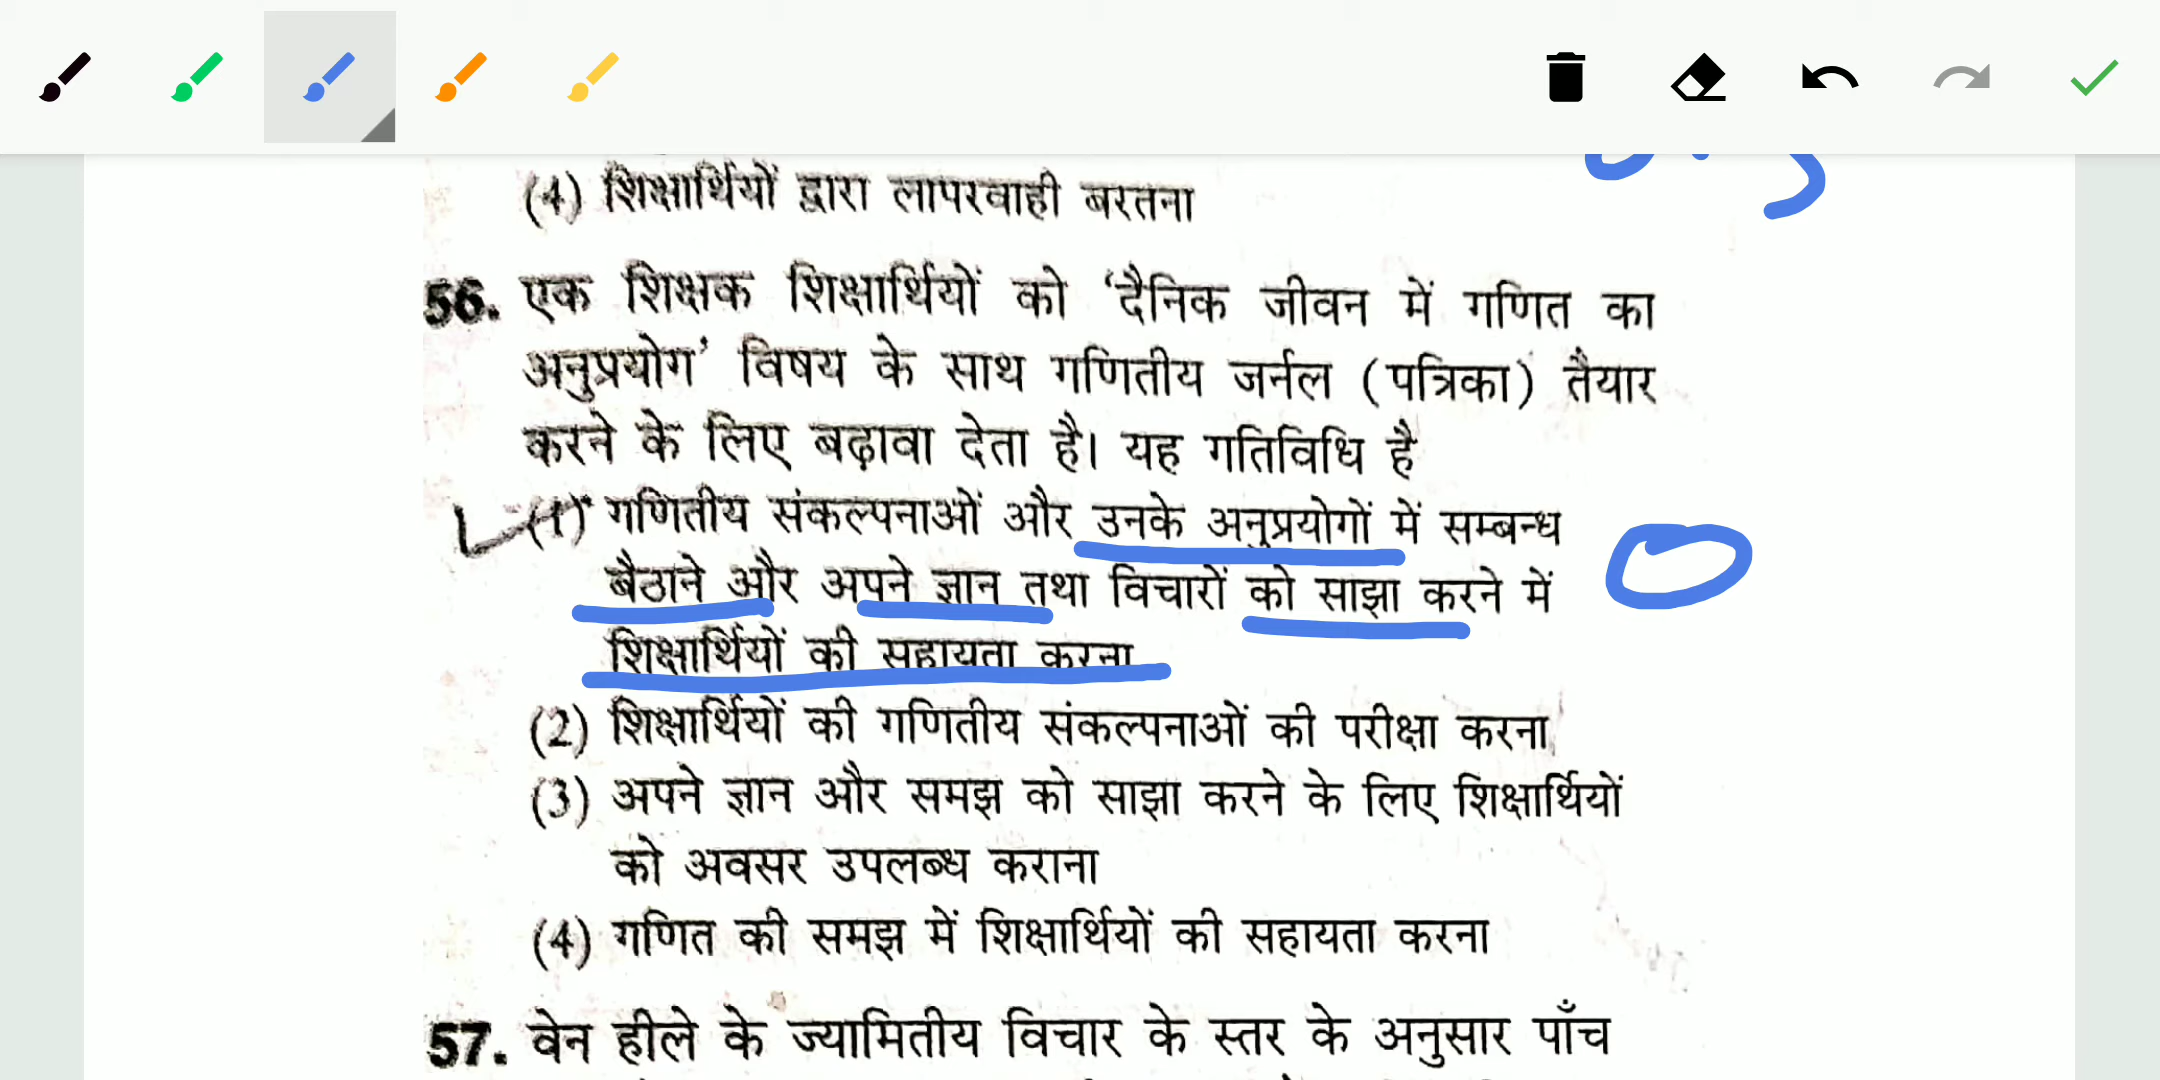 (4) शिक्षार्थियों द्वारा लापरवाही बरतना
56. एक शिक्षक शिक्षार्थियों को ‘दैनिक जीवन में गणित का
अनुप्रयोग’ विषय के साथ गणितीय जर्नल (पत्रिका) तैयार
करने के लिए बढ़ावा देता है। यह गतिविधि है
(1) गणितीय संकल्पनाओं और उनके अनुप्रयोगों में सम्बन्ध
बैठाने और अपने ज्ञान तथा विचारों को साझा करने में
शिक्षार्थियों की सहायता करना
(2) शिक्षार्थियों की गणितीय संकल्पनाओं की परीक्षा करना
(3) अपने ज्ञान और समझ को साझा करने के लिए शिक्षार्थियों
को अवसर उपलब्ध कराना
(4) गणित की समझ में शिक्षार्थियों की सहायता करना
57. वेन हीले के ज्यामितीय विचार के स्तर के अनुसार पाँच